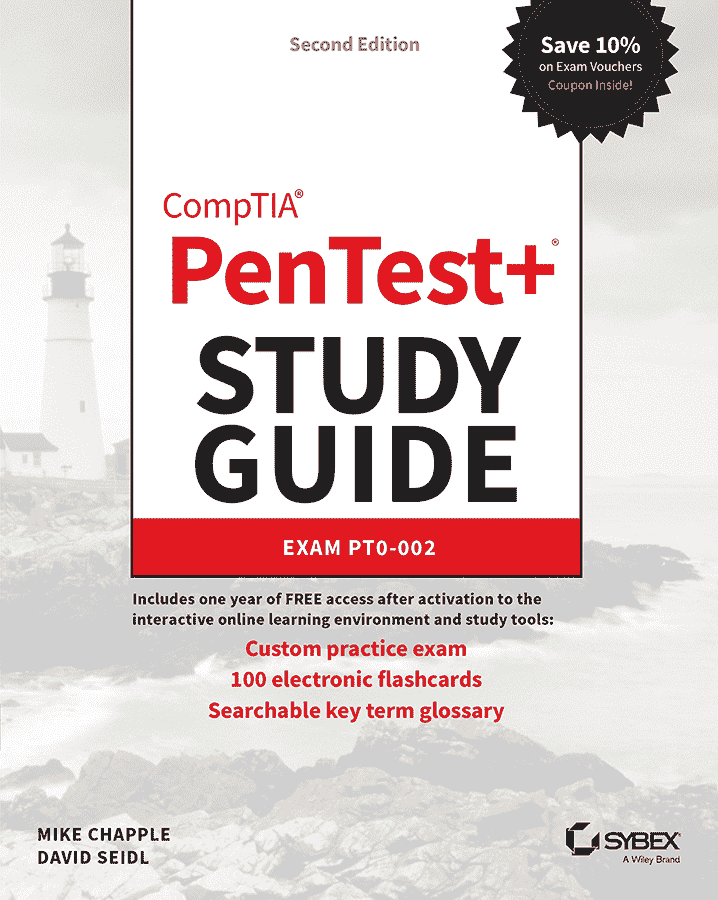 Second Edition
Save 10%
on Exam Vouchers
Coupon Inside!
CompTIA®
PenTest+®
STUDY
GUIDE
EXAM PT0-002
Includes one year of FREE access after activation to the
interactive online learning environment and study tools:
Custom practice exam
100 electronic flashcards
Searchable key term glossary
MIKE CHAPPLE
DAVID SEIDL
SYBEX®
A Wiley Brand